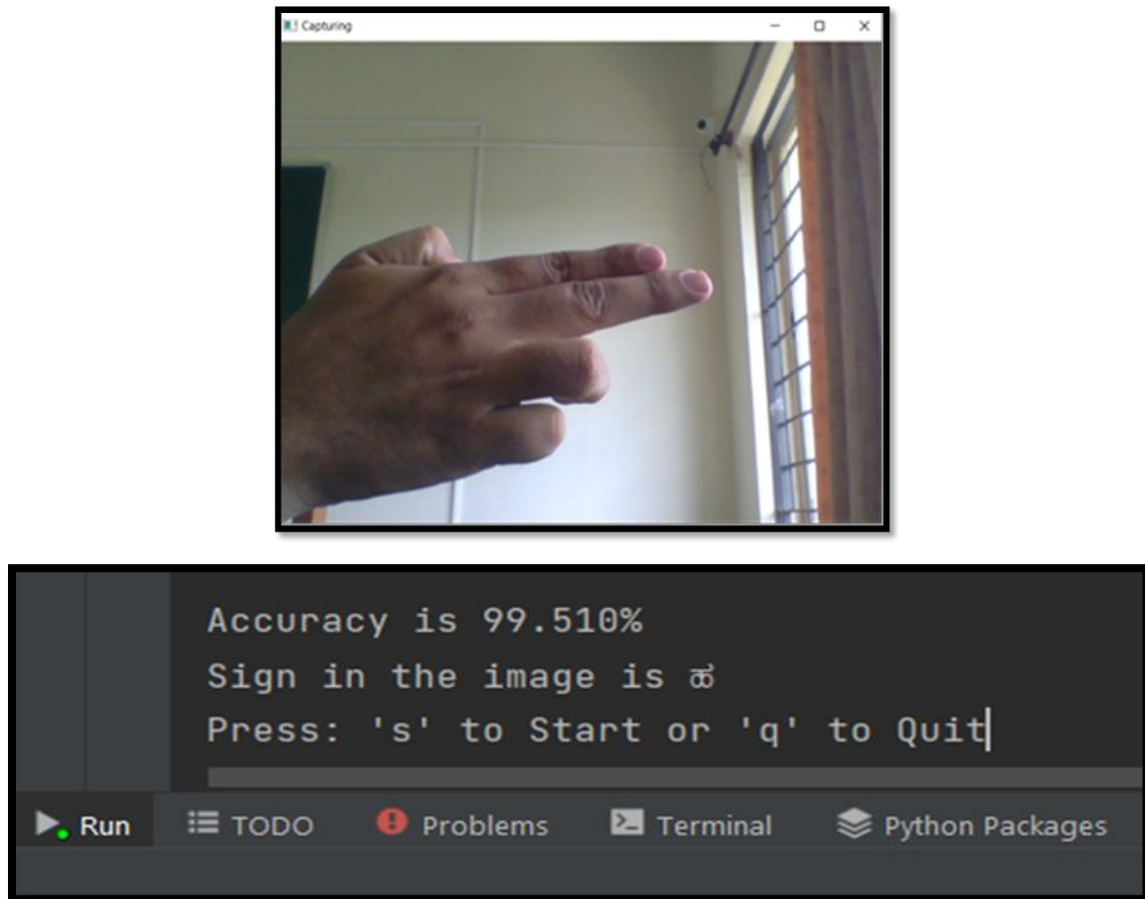 Capturing
Accuracy is 99.510%
Sign in the image is ಹ
Press: 's' to Start or 'q' to Quit
Run TODO Problems Terminal Python Packages